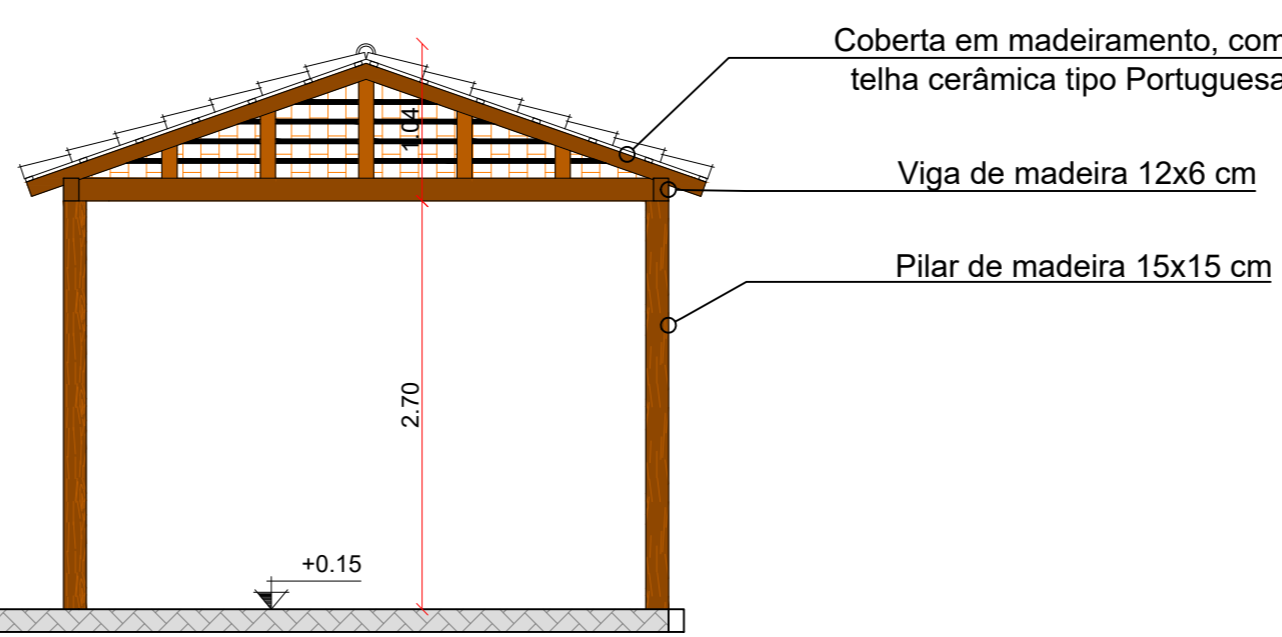 Coberta em madeiramento, com
telha cerâmica tipo Portuguesa
1.04
Viga de madeira 12x6 cm
Pilar de madeira 15x15 cm
2.70
+0.15